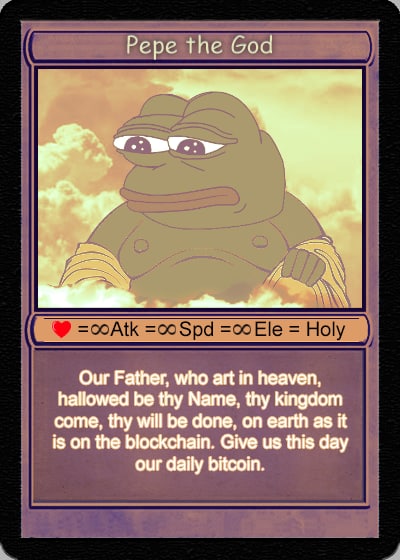 Pepe the God
❤ =∞Atk =∞Spd =∞Ele = Holy
Our Father, who art in heaven,
hallowed be thy Name, thy kingdom
come, thy will be done, on earth as it
is on the blockchain. Give us this day
our daily bitcoin.